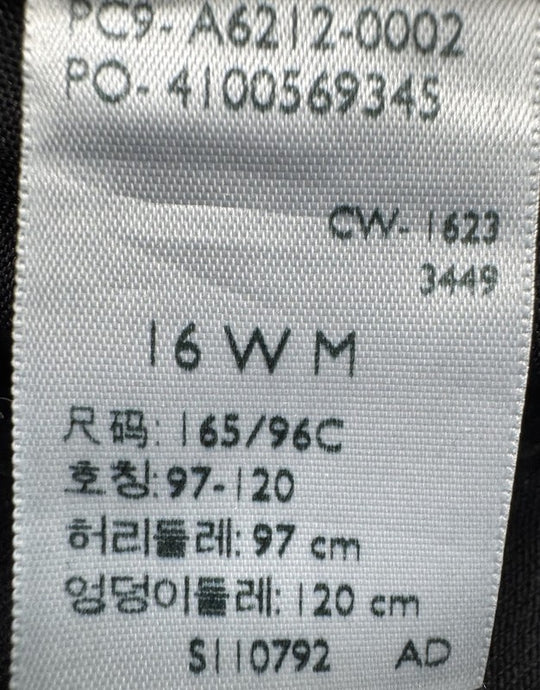 PC9- A6212-0002
PO- 4100569345
CW- 1623
3449
16 W M
尺码: 165/96C
호칭: 97-120
허리둘레: 97 cm
엉덩이둘레: 120 cm
S110792 AD